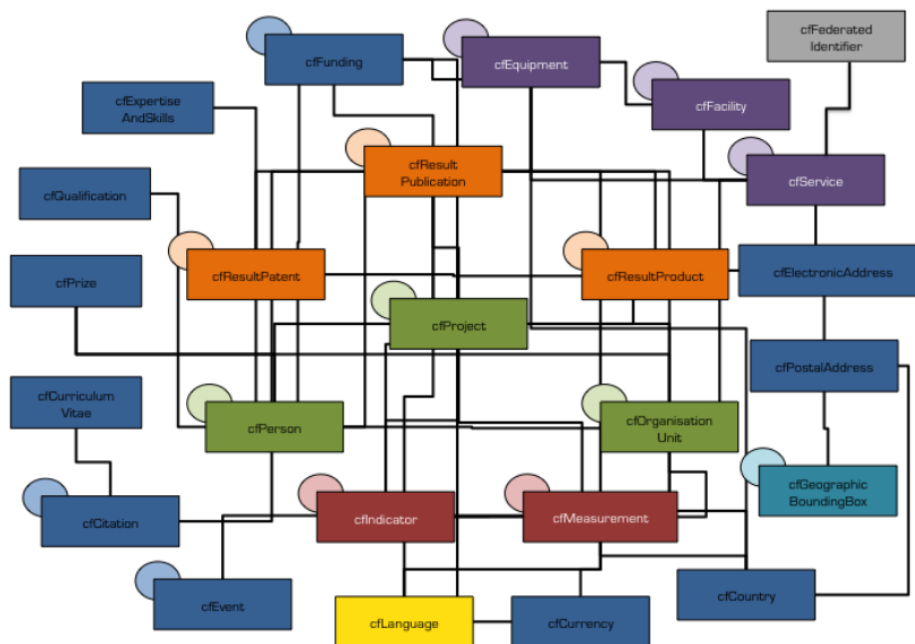 cfFederated
Identifier
cfFunding
cfEquipment
cfExpertise
AndSkills
cfFacility
cfResult
Publication
cfQualification
cfService
cfPrize
cfResultPatent
cfResultProduct
cfElectronicAddress
cfProject
cfPostalAddress
cfCurriculum
Vitae
cfPerson
cfOrganisation
Unit
cfGeographic
BoundingBox
cfCitation
cfIndicator
cfMeasurement
cfEvent
cfCountry
cfLanguage
cfCurrency